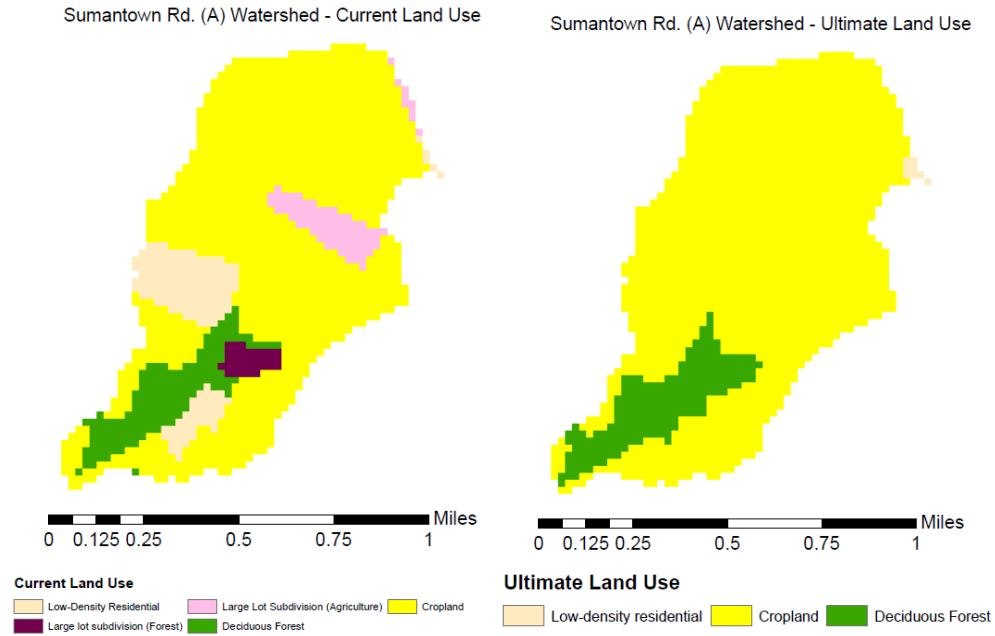 Sumantown Rd. (A) Watershed - Current Land Use
Miles
0 0.125 0.25 0.5 0.75 1
Current Land Use
Low-Density Residential Large Lot Subdivision (Agriculture) Cropland
Large lot subdivision (Forest) Deciduous Forest
Sumantown Rd. (A) Watershed - Ultimate Land Use
Miles
0 0.125 0.25 0.5 0.75 1
Ultimate Land Use
Low-density residential Cropland Deciduous Forest